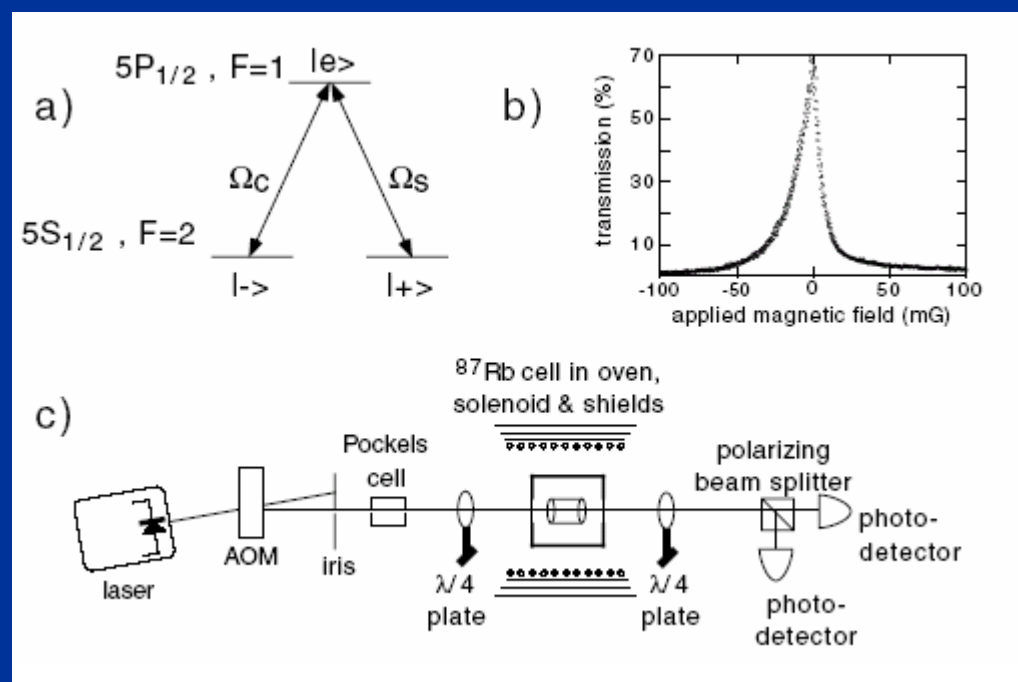 a)
5P1/2 , F=1
|e>
ΩC
ΩS
5S1/2 , F=2
|->
|+>
b)
transmission (%)
70
50
30
10
-100
-50
0
50
100
applied magnetic field (mG)
c)
87Rb cell in oven,
solenoid & shields
laser
AOM
iris
Pockels
cell
λ/4
plate
λ/4
plate
polarizing
beam splitter
photo-
detector
photo-
detector